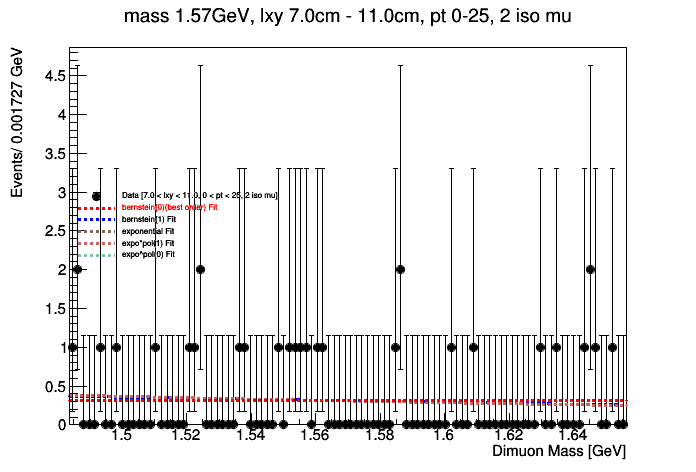 mass 1.57GeV, lxy 7.0cm - 11.0cm, pt 0-25, 2 iso mu
Events/ 0.001727 GeV
4.5
4
3.5
3
2.5
2
1.5
1
0.5
0
Data [7.0 < lxy < 11.0, 0 < pt < 25, 2 iso mu]
bernstein[0](best order) Fit
bernstein(1) Fit
exponential Fit
expo*pol(1) Fit
expo^pol(0) Fit
1.5 1.52 1.54 1.56 1.58 1.6 1.62 1.64
Dimuon Mass [GeV]